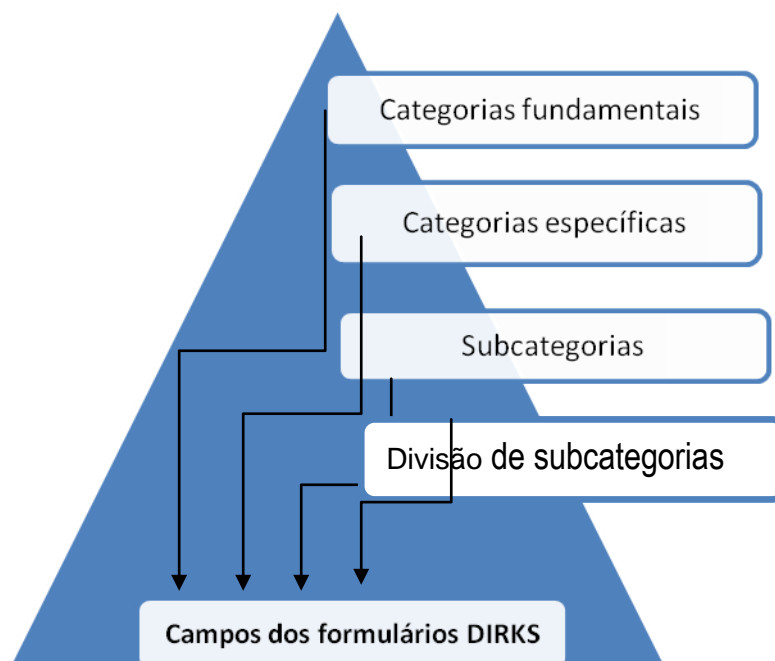 Categorias fundamentais
Categorias específicas
Subcategorias
Divisão de subcategorias
Campos dos formulários DIRKS